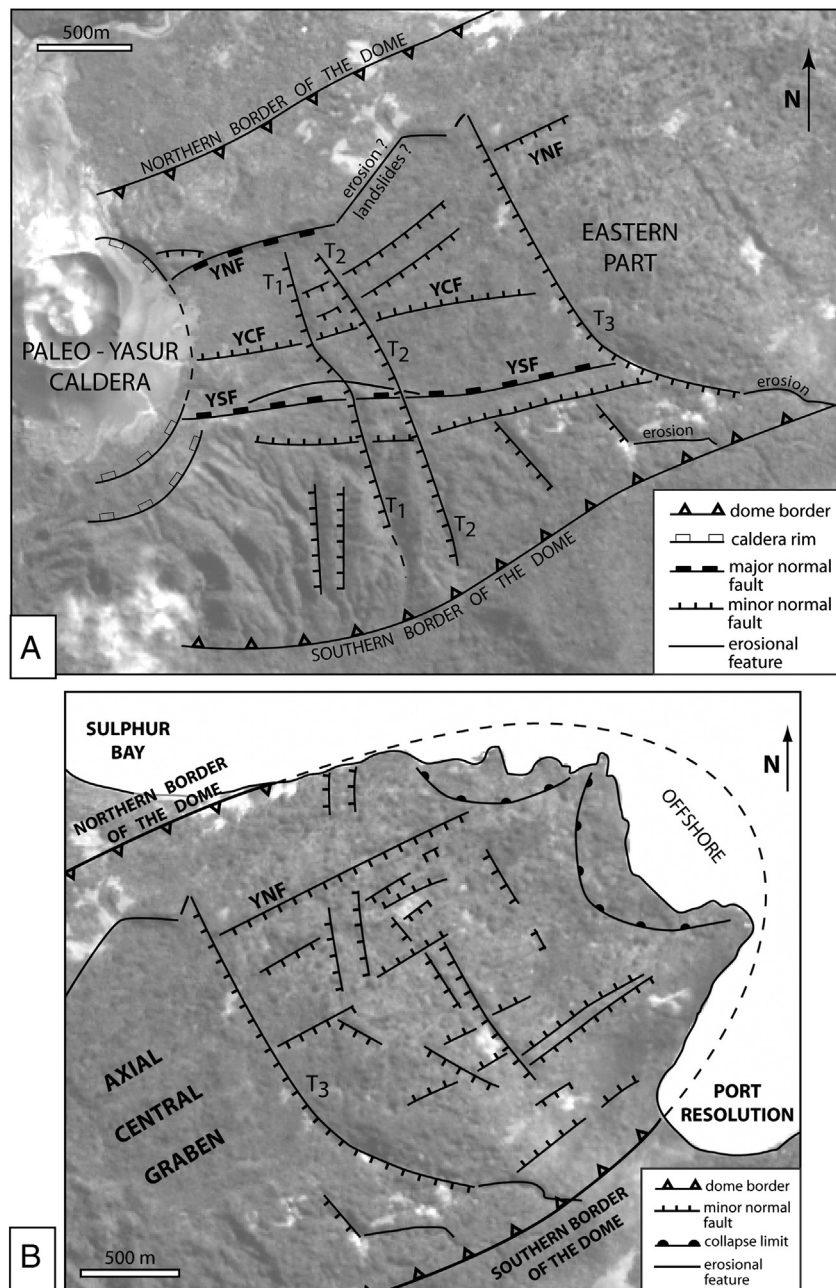 500m
NORTHERN BORDER OF THE DOME
N
erosion ?
landslides ?
YNF
EASTERN
PART
YNF
T1
T2
YCF
YCF
T2
T3
PALEO - YASUR
CALDERA
YSF
YSF
erosion
erosion
T1
T2
SOUTHERN BORDER OF THE DOME
dome border
caldera rim
major normal
fault
minor normal
fault
erosional
feature
A
SULPHUR
BAY
N
NORTHERN BORDER
OF THE DOME
OFFSHORE
YNF
AXIAL
CENTRAL
GRABEN
T3
PORT
RESOLUTION
SOUTHERN BORDER
OF THE DOME
dome border
minor normal
fault
collapse limit
erosional
feature
B
500 m